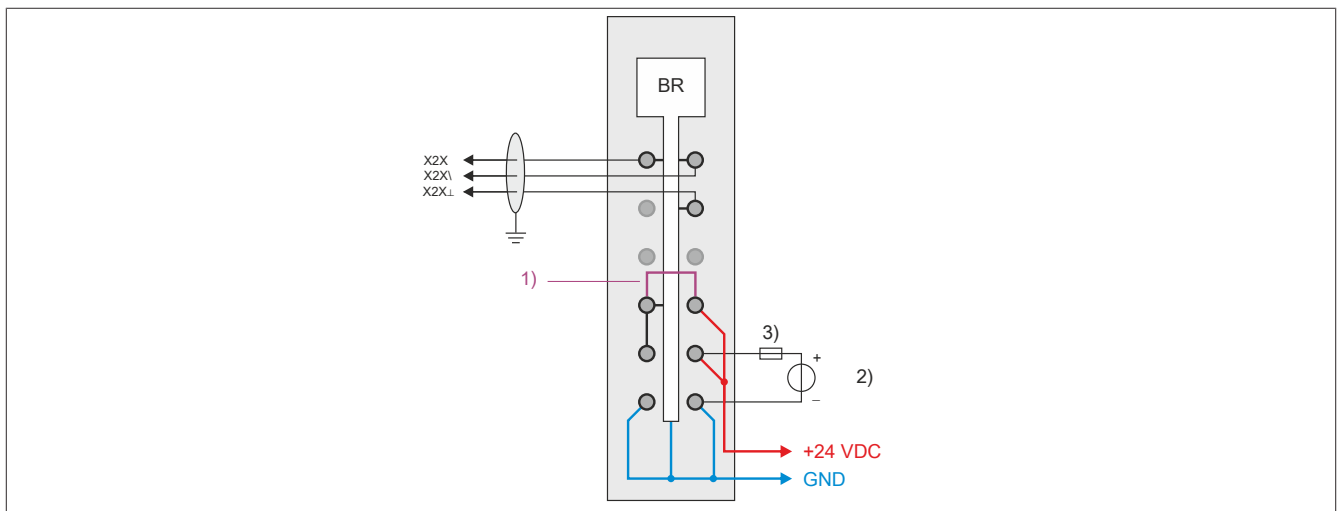 BR
X2X
X2X\
X2X⊥
1)
3)
+
2)
–
+24 VDC
GND